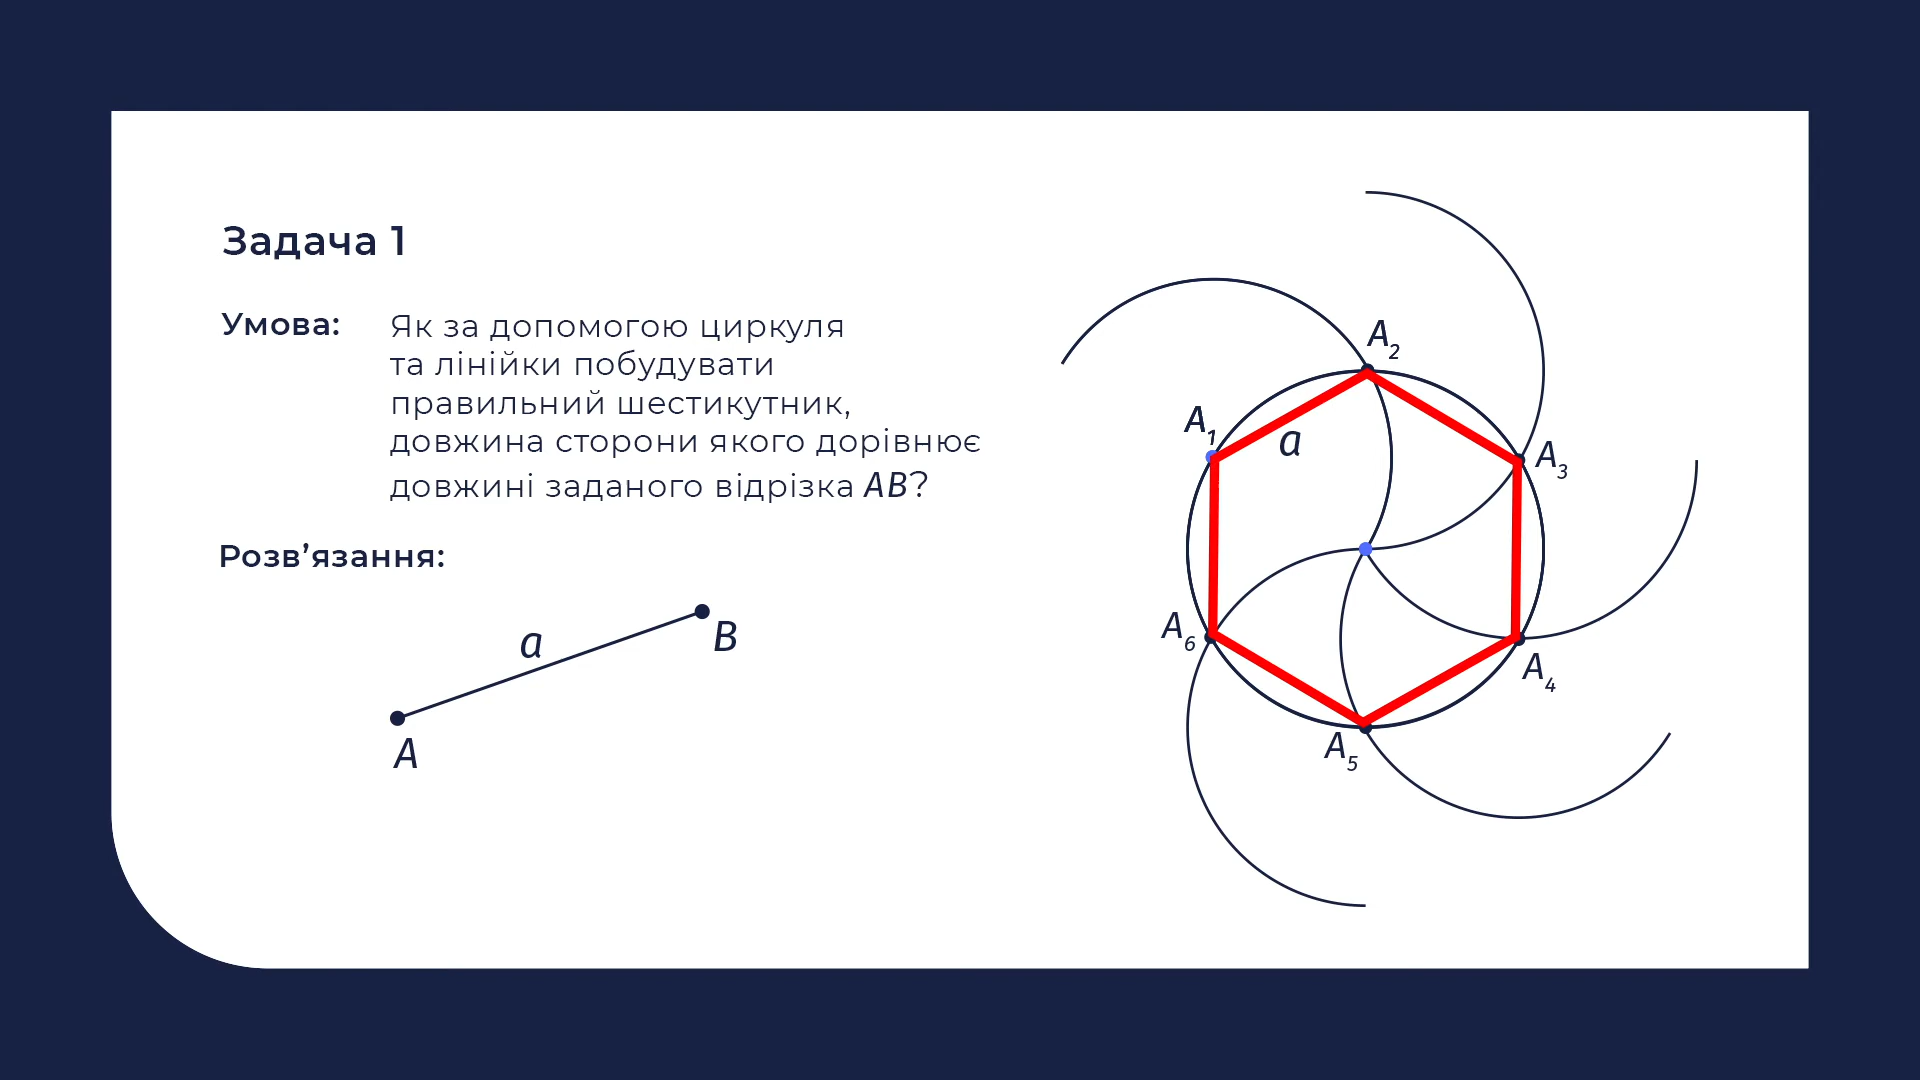 Задача 1
Умова:
Як за допомогою циркуля
та лінійки побудувати
правильний шестикутник,
довжина сторони якого дорівнює
довжині заданого відрізка AB?
Розв’язання:
a
B
A
A2
A1
a
A3
A6
A4
A5